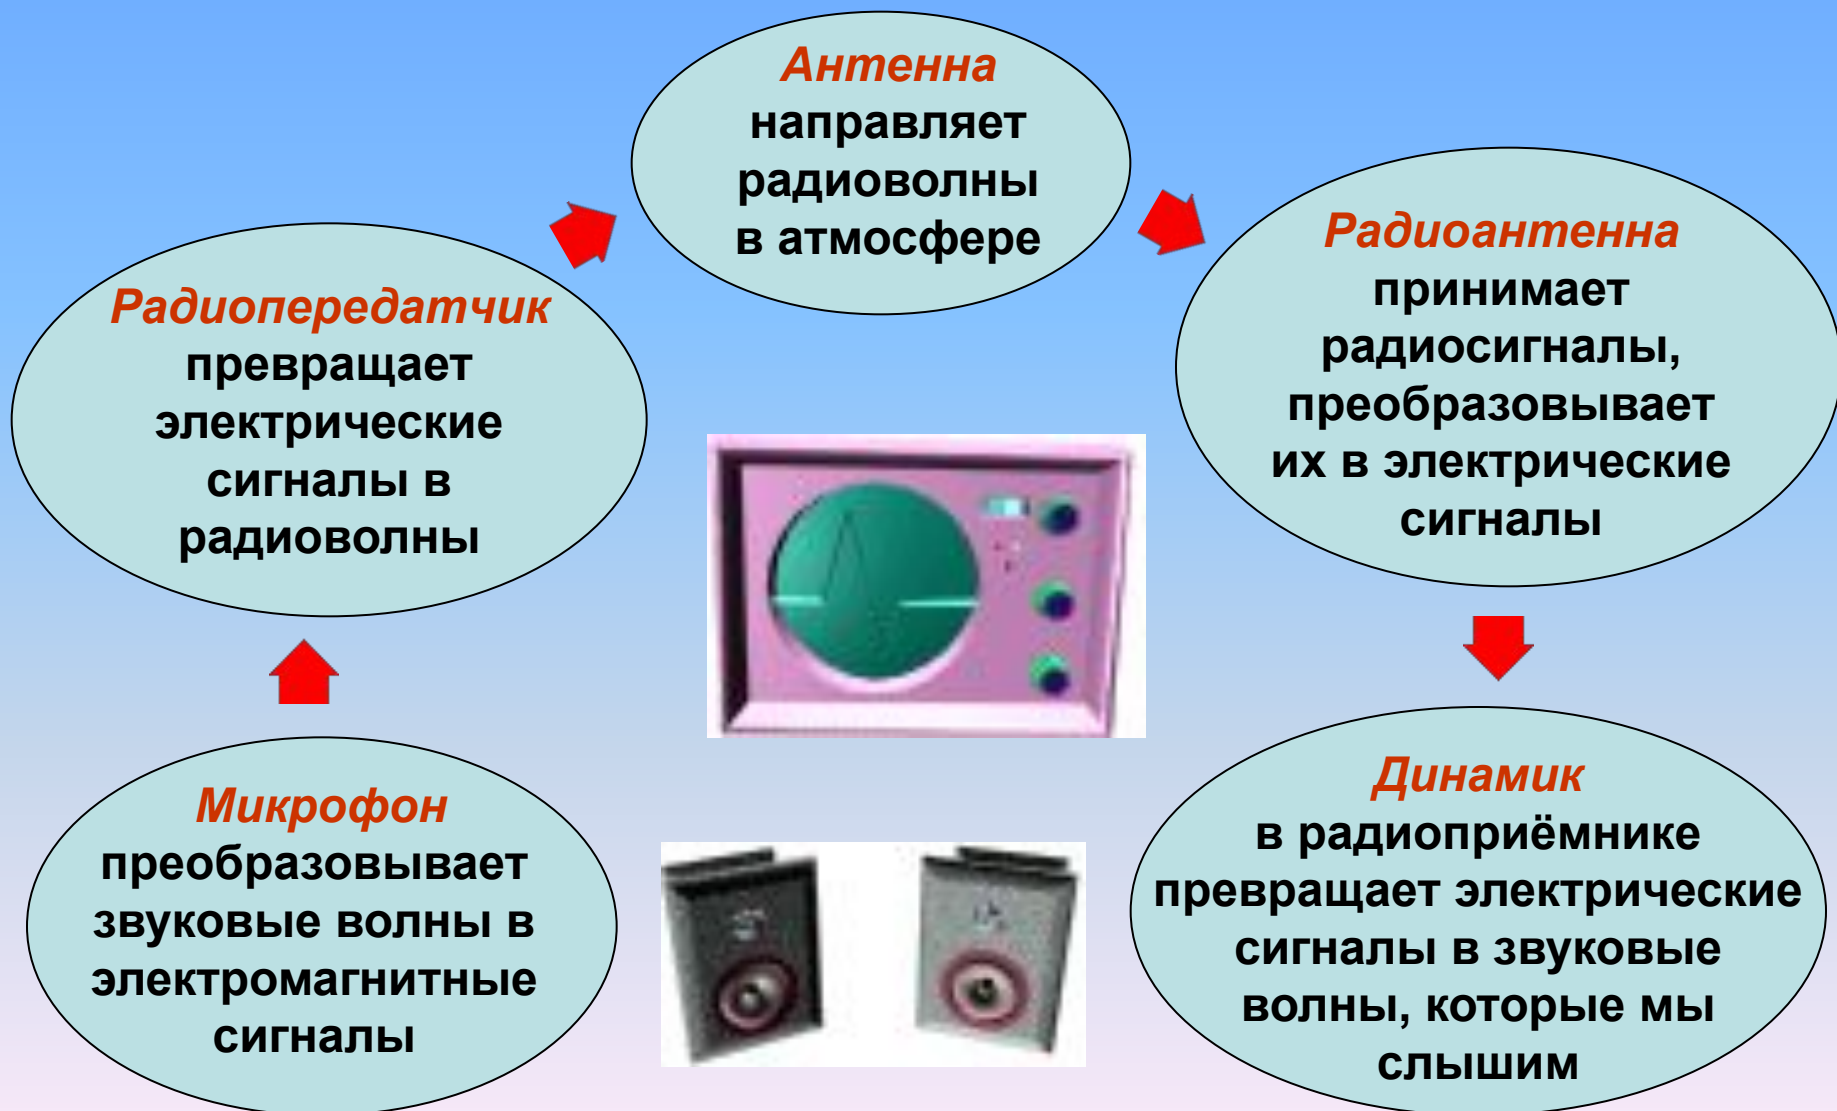 Антенна
направляет
радиоволны
в атмосфере
Радиопередатчик
превращает
электрические
сигналы в
радиоволны
Радиоантенна
принимает
радиосигналы,
преобразовывает
их в электрические
сигналы
Микрофон
преобразовывает
звуковые волны в
электромагнитные
сигналы
Динамик
в радиоприёмнике
превращает электрические
сигналы в звуковые
волны, которые мы
слышим